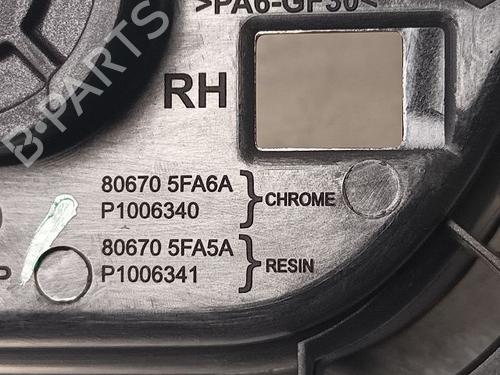 >PA6-GF30<
RH
80670 5FA6A
P1006340
CHROME
80670 5FA5A
P1006341
RESIN
P
B-PARTS